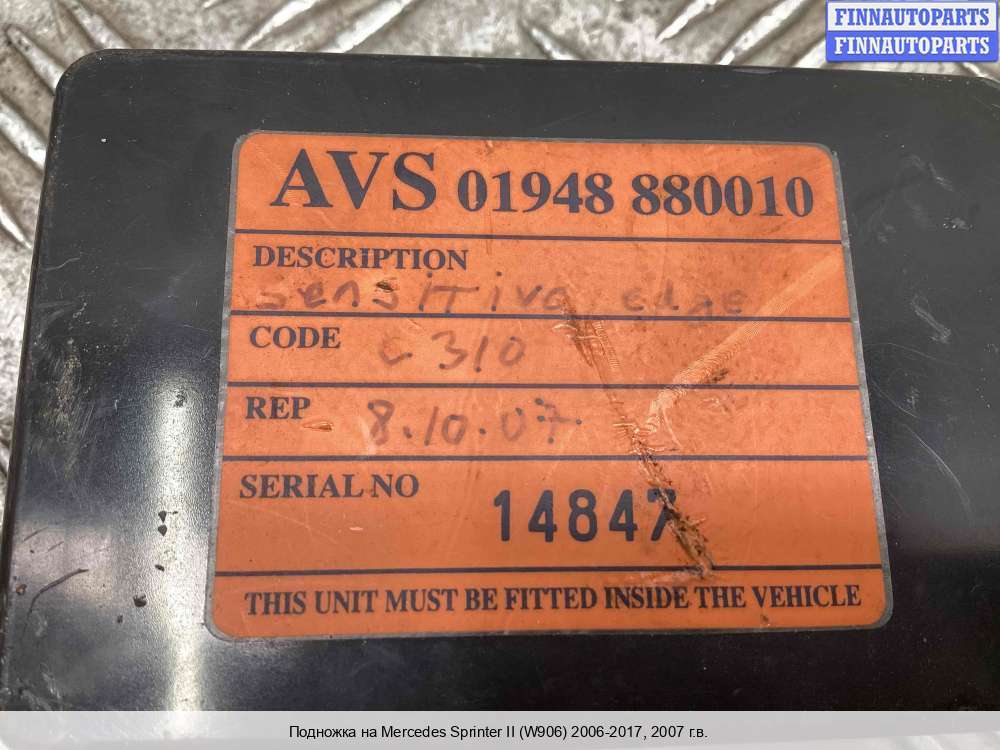 FINNAUTOPARTS
FINNAUTOPARTS
AVS 01948 880010
DESCRIPTION
sensitive edge
CODE C 310
REP 8.10.07.
SERIAL NO 14847
THIS UNIT MUST BE FITTED INSIDE THE VEHICLE
Подножка на Mercedes Sprinter II (W906) 2006-2017, 2007 г.в.